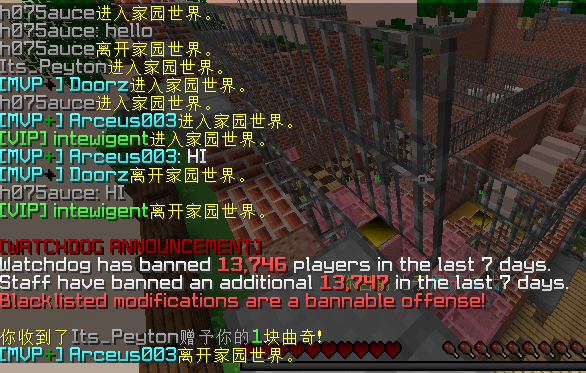 h075auce进入家园世界。
h075auce: hello
h075auce离开家园世界。
Its_Peyton进入家园世界。
[MVP+] Doorz进入家园世界。
h075auce进入家园世界。
[MVP+] Arceus003进入家园世界。
[VIP] intewigent进入家园世界。
[MVP+] Arceus003: HI
[MVP+] Doorz离开家园世界。
h075auce: HI
[VIP] intewigent离开家园世界。
[WATCHDOG ANNOUNCEMENT]
Watchdog has banned 13,746 players in the last 7 days.
Staff have banned an additional 13,747 in the last 7 days.
Blacklisted modifications are a bannable offense!
你收到了Its_Peyton赠予你的1块曲奇!
[MVP+] Arceus003离开家园世界。